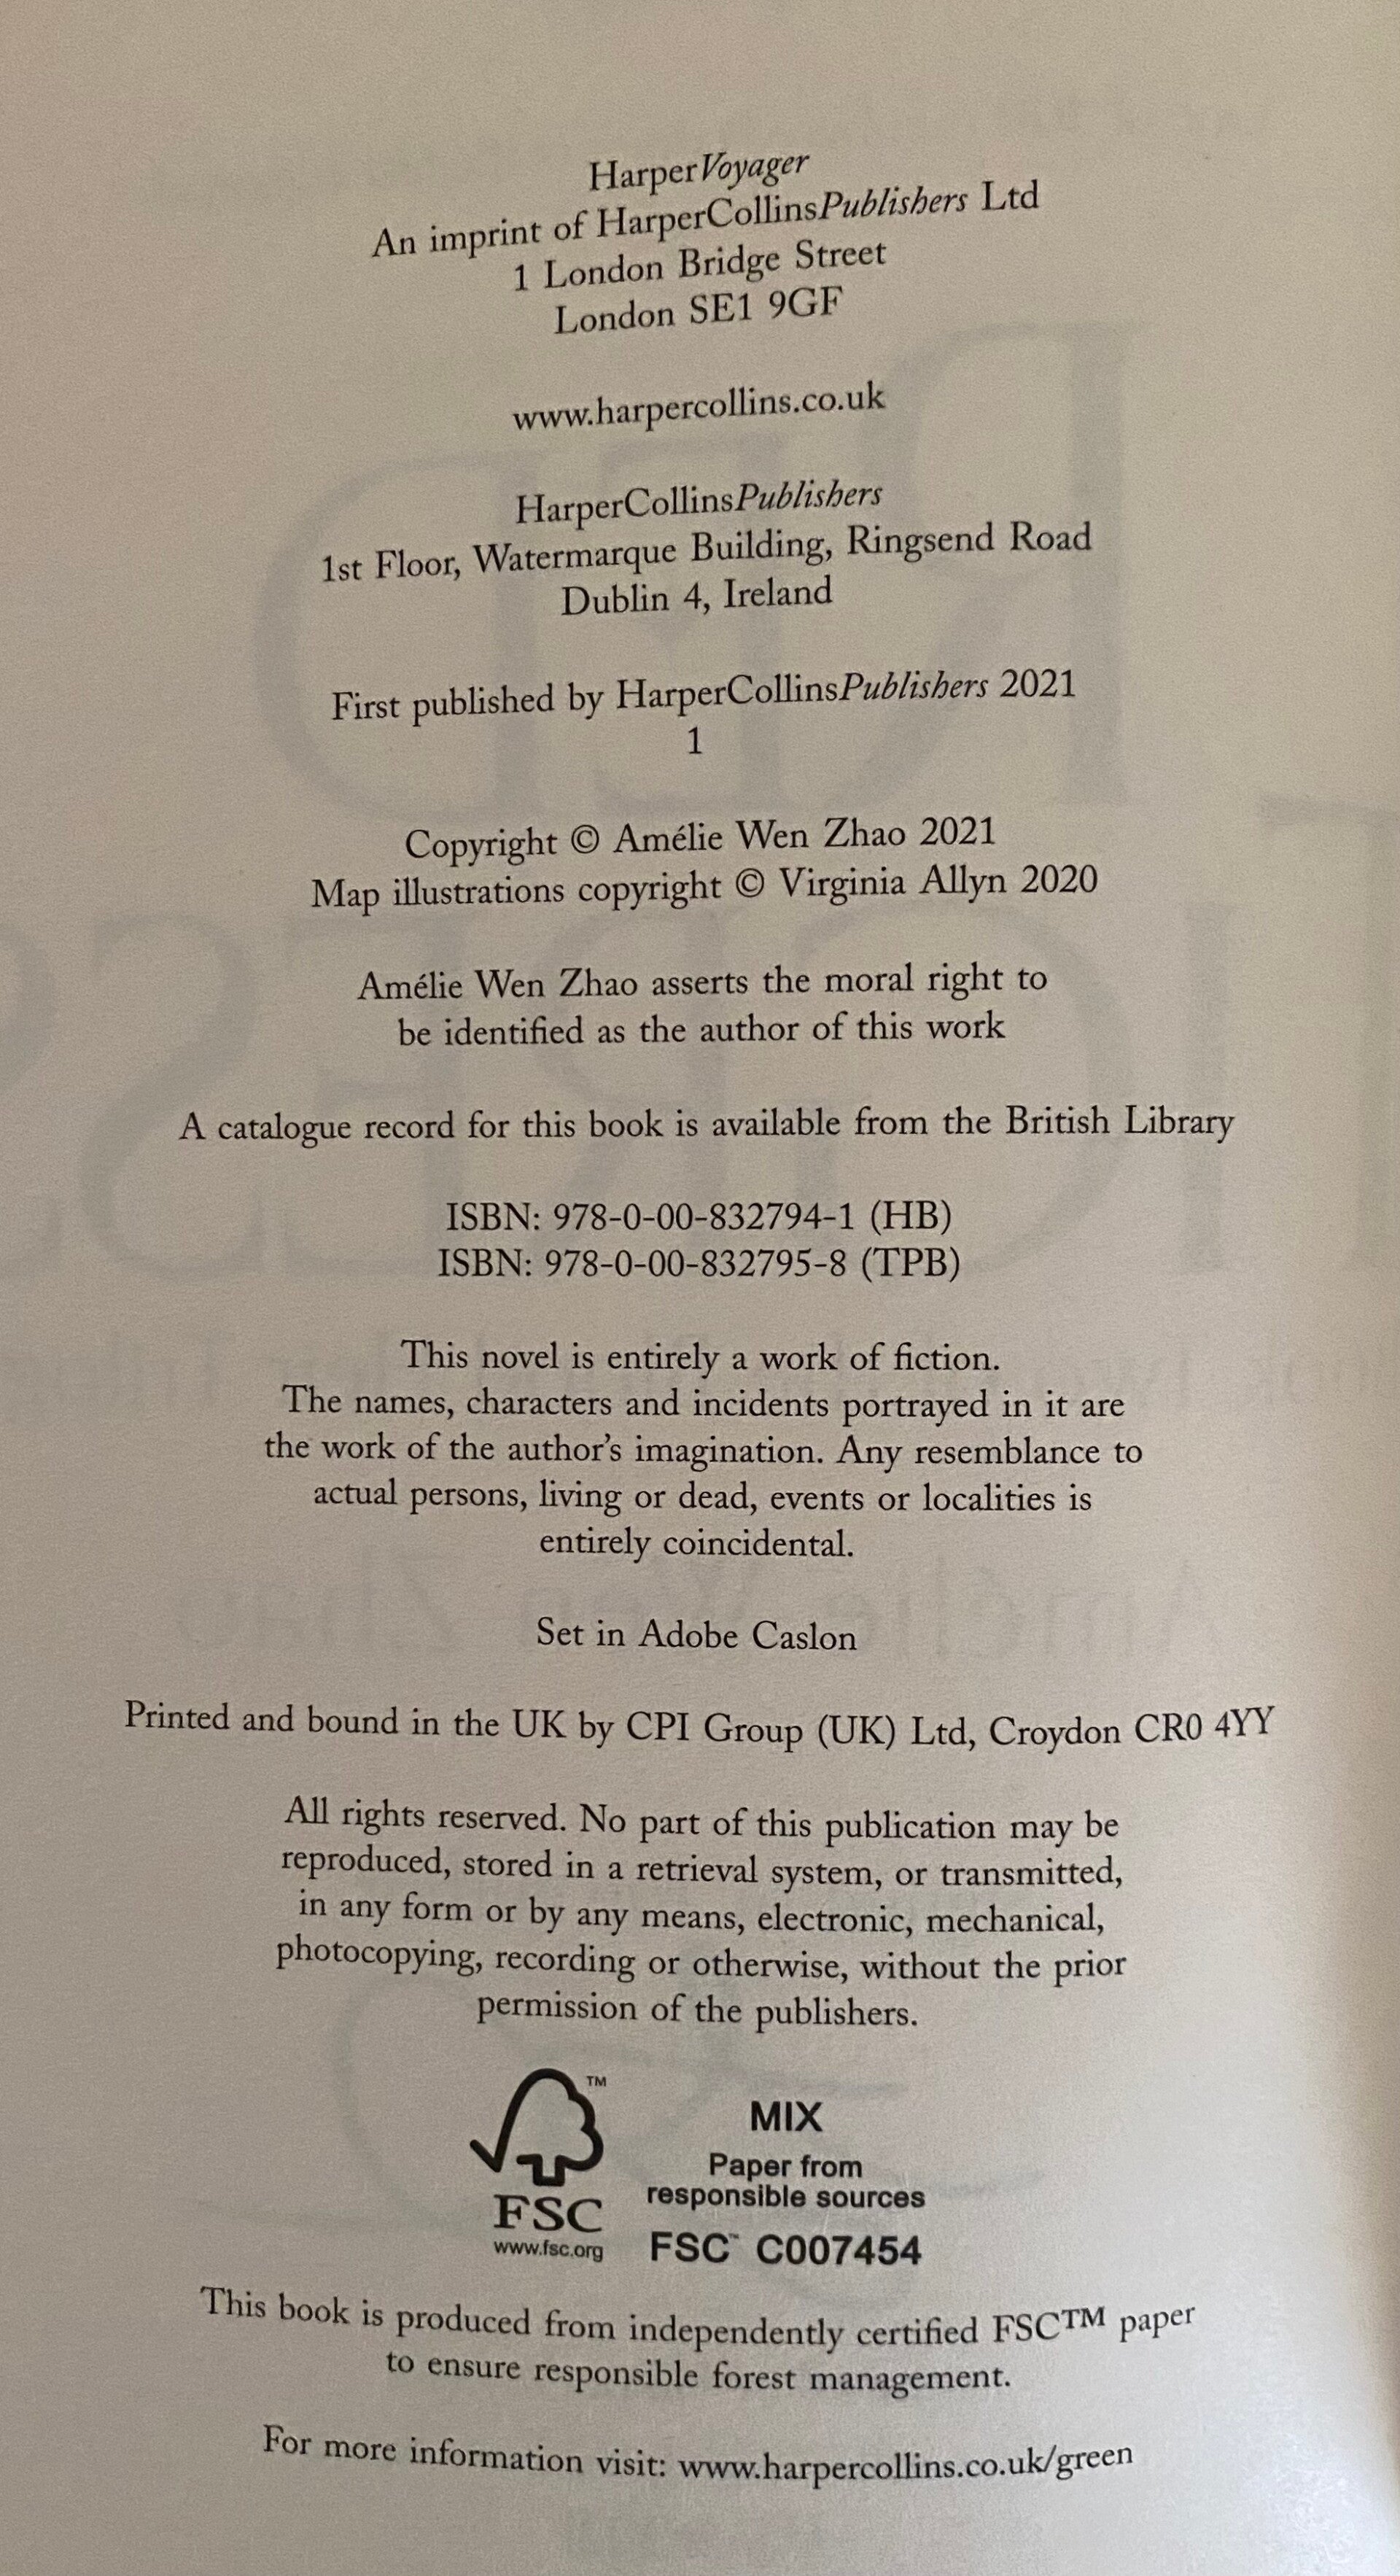 HarperVoyager
An imprint of HarperCollinsPublishers Ltd
1 London Bridge Street
London SE1 9GF
www.harpercollins.co.uk
HarperCollinsPublishers
1st Floor, Watermarque Building, Ringsend Road
Dublin 4, Ireland
First published by HarperCollinsPublishers 2021
1
Copyright © Amélie Wen Zhao 2021
Map illustrations copyright © Virginia Allyn 2020
Amélie Wen Zhao asserts the moral right to
be identified as the author of this work
A catalogue record for this book is available from the British Library
ISBN: 978-0-00-832794-1 (HB)
ISBN: 978-0-00-832795-8 (TPB)
This novel is entirely a work of fiction.
The names, characters and incidents portrayed in it are
the work of the author's imagination. Any resemblance to
actual persons, living or dead, events or localities is
entirely coincidental.
Set in Adobe Caslon
Printed and bound in the UK by CPI Group (UK) Ltd, Croydon CR0 4YY
All rights reserved. No part of this publication may be
reproduced, stored in a retrieval system, or transmitted,
in any form or by any means, electronic, mechanical,
photocopying, recording or otherwise, without the prior
permission of the publishers.
™
FSC
www.fsc.org
MIX
Paper from
responsible sources
FSC™ C007454
This book is produced from independently certified FSC™ paper
to ensure responsible forest management.
For more information visit: www.harpercollins.co.uk/green